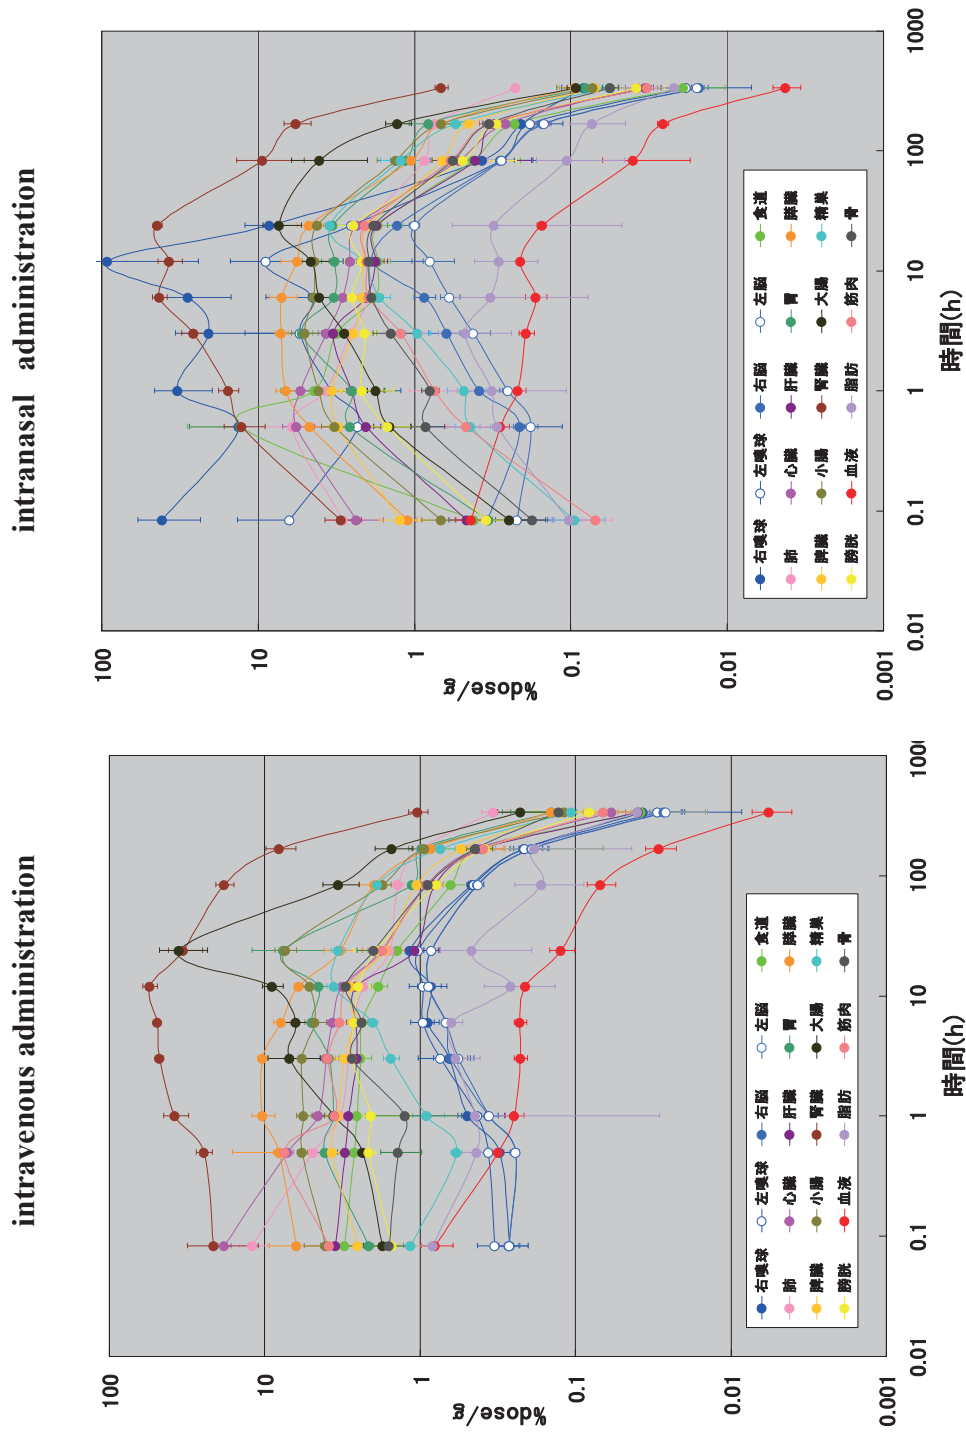 intravenous administration
100
10
1
0.1
0.01
0.001
%dose/g
0.01 0.1 1 10 100 1000
時間(h)
右嗅球 左嗅球 右脳 左脳 食道
肺 心臓 肝臓 胃 膵臓
脾臓 小腸 腎臓 大腸 精巣
膀胱 血液 脂肪 筋肉 骨
intranasal administration
100
10
1
0.1
0.01
0.001
%dose/g
0.01 0.1 1 10 100 1000
時間(h)
右嗅球 左嗅球 右脳 左脳 食道
肺 心臓 肝臓 胃 膵臓
脾臓 小腸 腎臓 大腸 精巣
膀胱 血液 脂肪 筋肉 骨